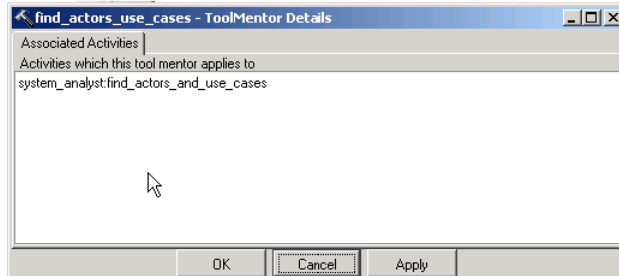 find_actors_use_cases - ToolMentor Details
Associated Activities
Activities which this tool mentor applies to
system_analyst:find_actors_and_use_cases
OK Cancel Apply